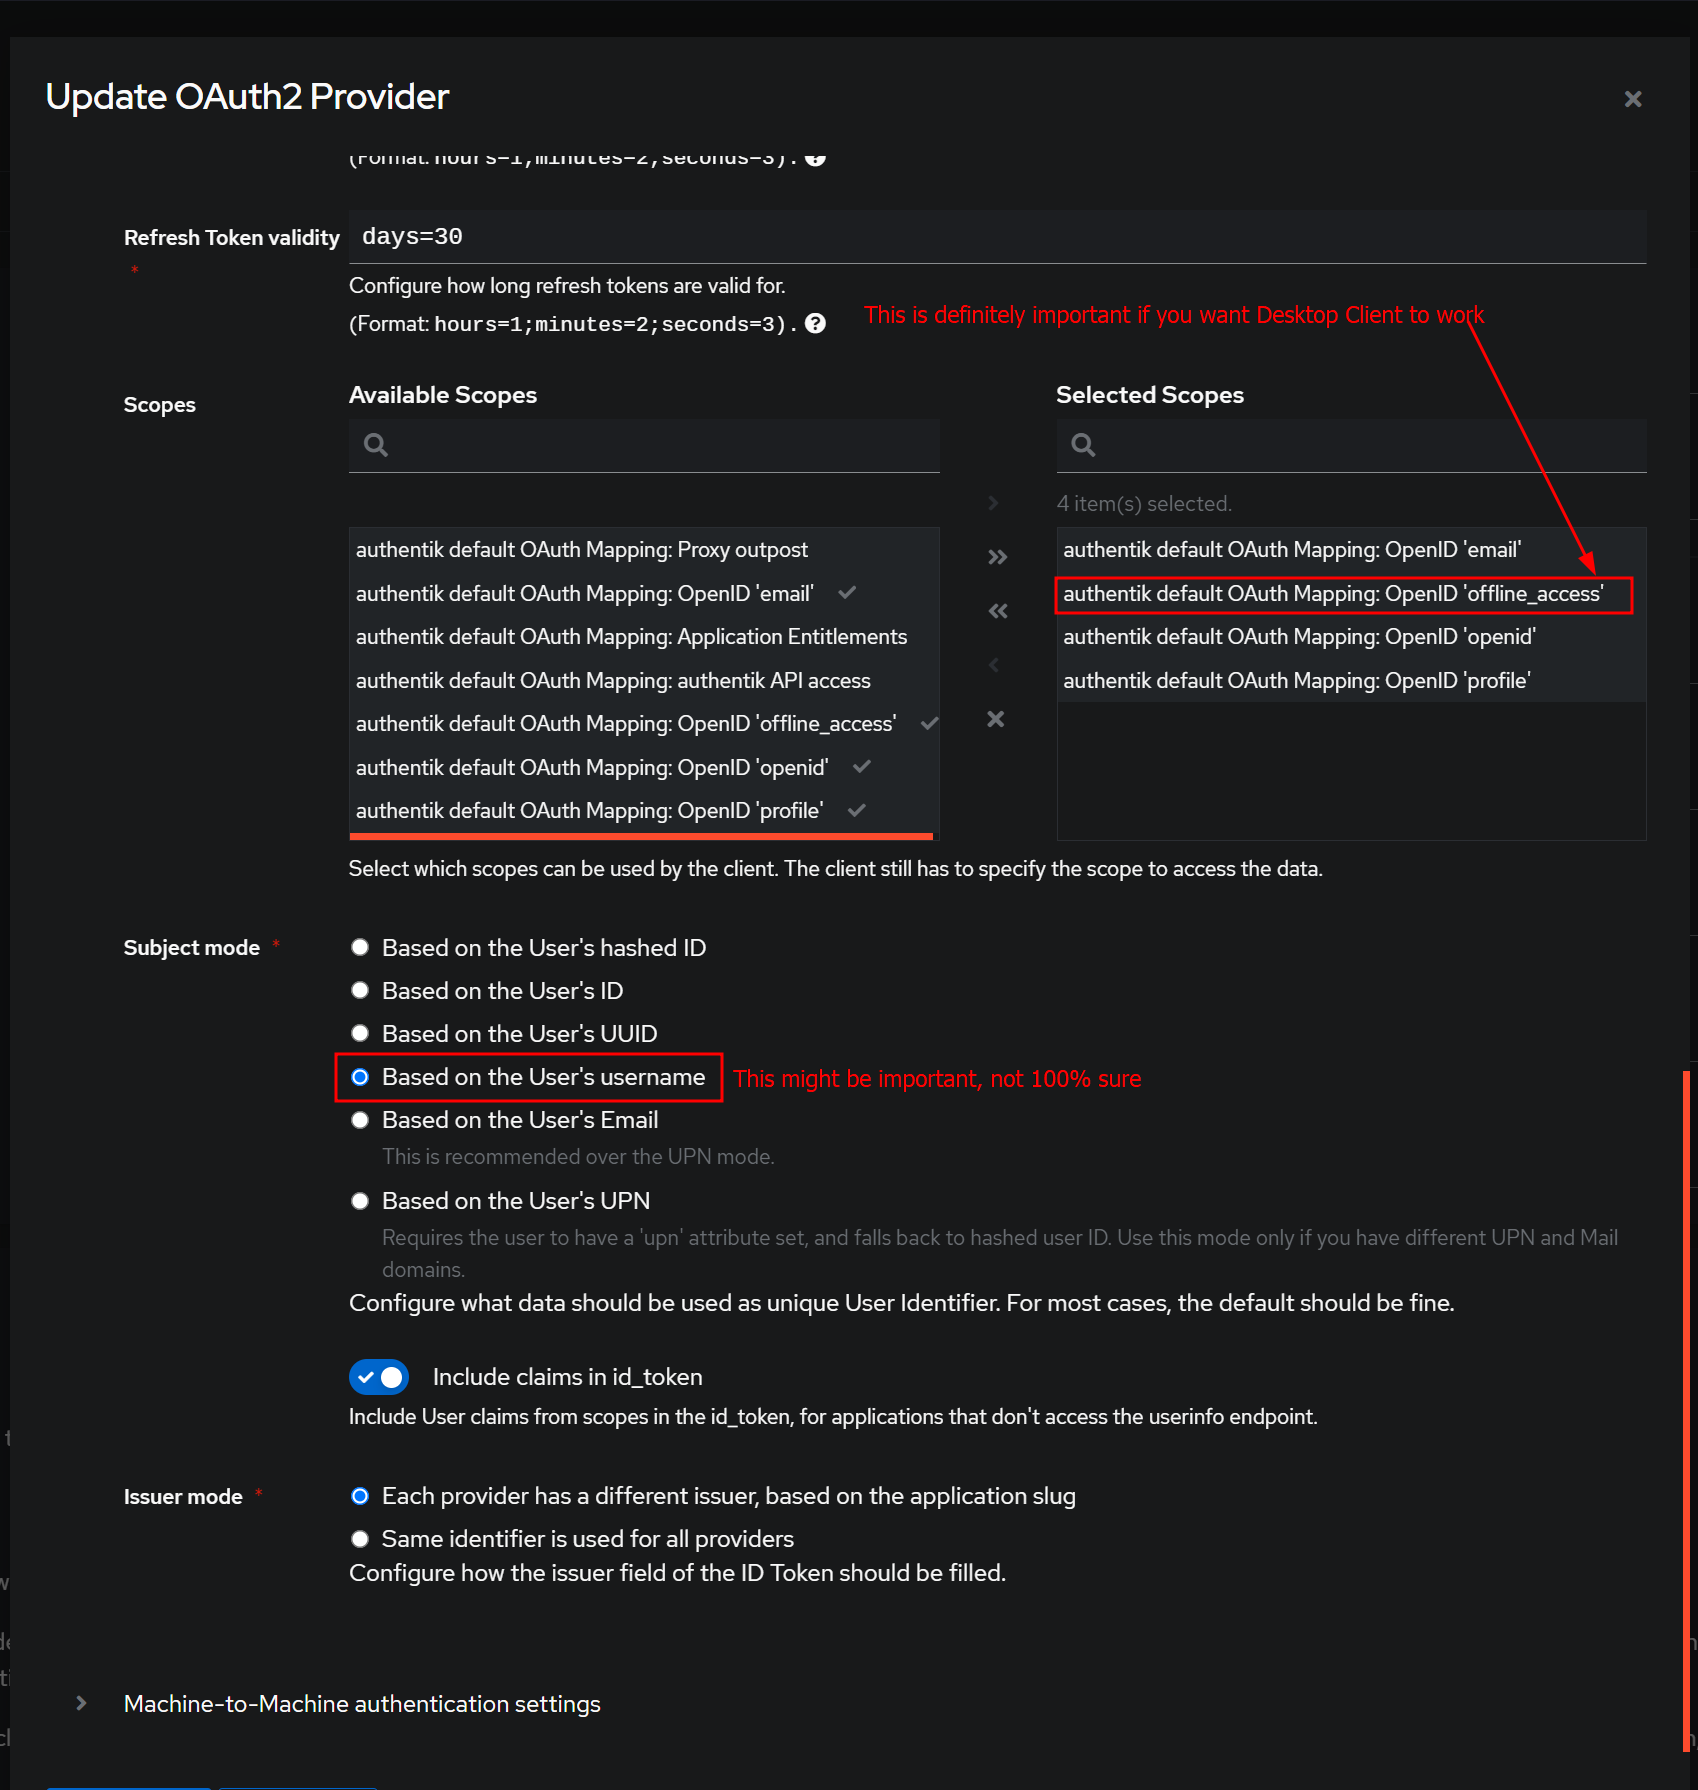 Update OAuth2 Provider
(Format: hours=1;minutes=2;seconds=3).
Refresh Token validity *
days=30
Configure how long refresh tokens are valid for.
(Format: hours=1;minutes=2;seconds=3).
This is definitely important if you want Desktop Client to work
Scopes
Available Scopes
authentik default OAuth Mapping: Proxy outpost
authentik default OAuth Mapping: OpenID 'email'
authentik default OAuth Mapping: Application Entitlements
authentik default OAuth Mapping: authentik API access
authentik default OAuth Mapping: OpenID 'offline_access'
authentik default OAuth Mapping: OpenID 'openid'
authentik default OAuth Mapping: OpenID 'profile'
Selected Scopes
4 item(s) selected.
authentik default OAuth Mapping: OpenID 'email'
authentik default OAuth Mapping: OpenID 'offline_access'
authentik default OAuth Mapping: OpenID 'openid'
authentik default OAuth Mapping: OpenID 'profile'
Select which scopes can be used by the client. The client still has to specify the scope to access the data.
Subject mode *
Based on the User's hashed ID
Based on the User's ID
Based on the User's UUID
Based on the User's username
This might be important, not 100% sure
Based on the User's Email
This is recommended over the UPN mode.
Based on the User's UPN
Requires the user to have a 'upn' attribute set, and falls back to hashed user ID. Use this mode only if you have different UPN and Mail
domains.
Configure what data should be used as unique User Identifier. For most cases, the default should be fine.
Include claims in id_token
Include User claims from scopes in the id_token, for applications that don't access the userinfo endpoint.
Issuer mode *
Each provider has a different issuer, based on the application slug
Same identifier is used for all providers
Configure how the issuer field of the ID Token should be filled.
Machine-to-Machine authentication settings